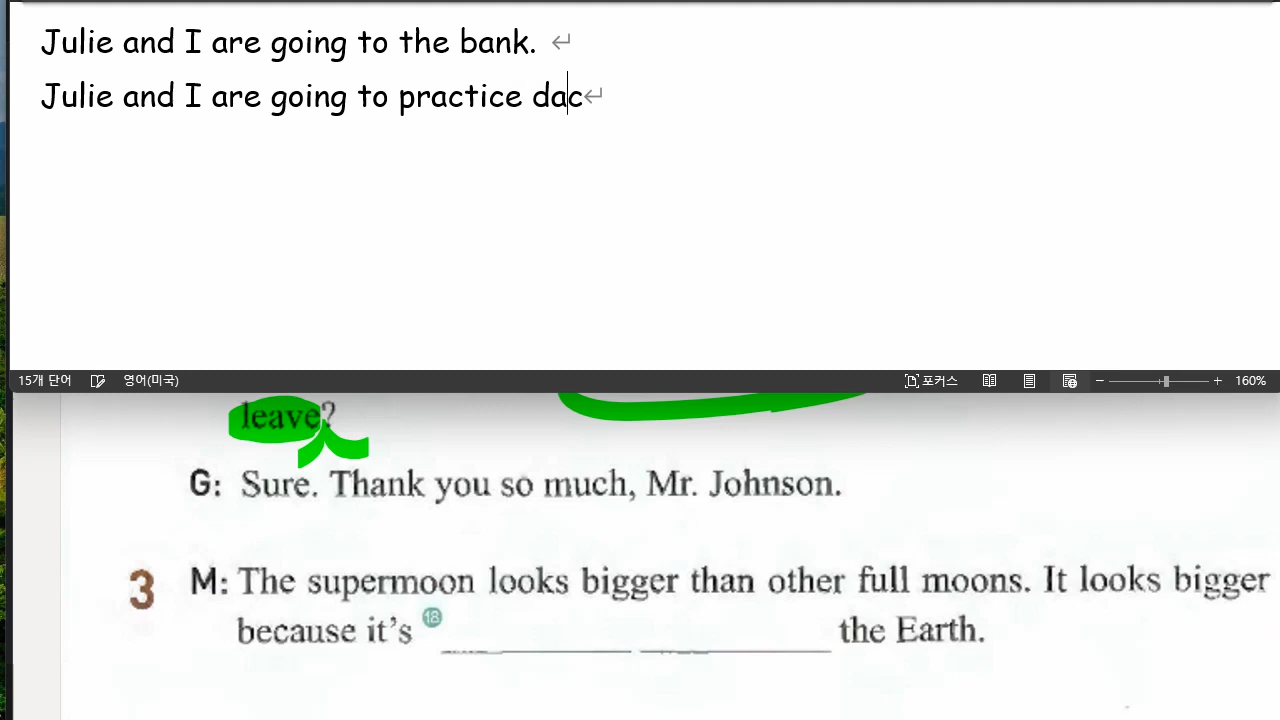 Julie and I are going to the bank.
Julie and I are going to practice dac
15개 단어 영어(미국) 포커스 160%
leave?
G: Sure. Thank you so much, Mr. Johnson.
3 M: The supermoon looks bigger than other full moons. It looks bigger
because it's 18 the Earth.